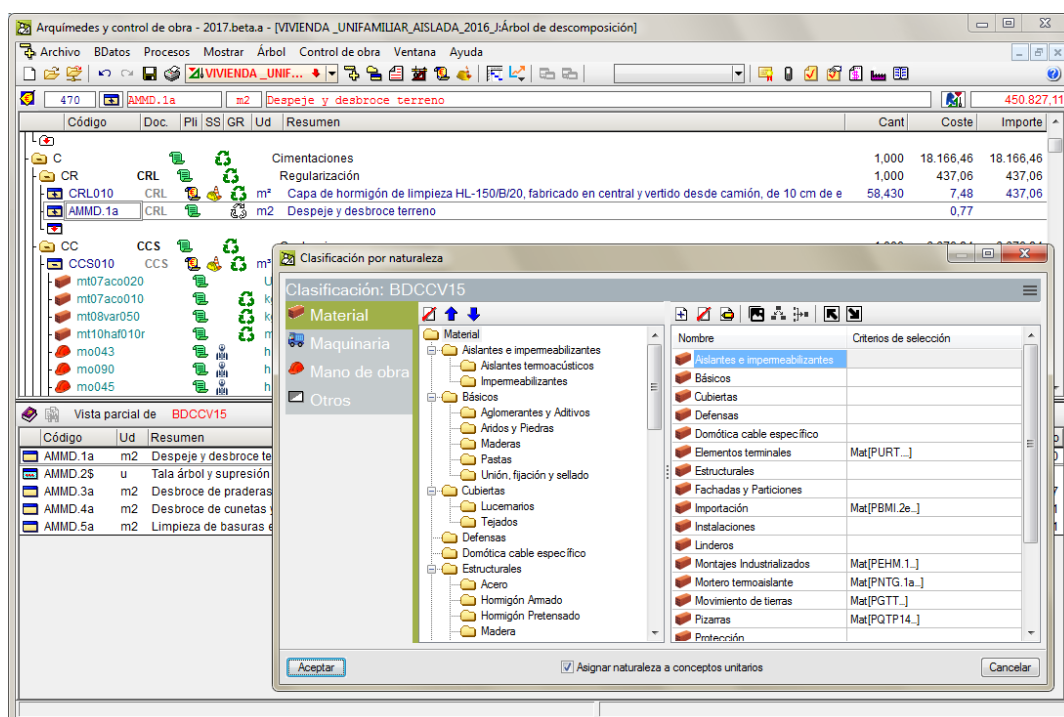 Arquímedes y control de obra - 2017.beta.a - [VIVIENDA _UNIFAMILIAR_AISLADA_2016_J:Árbol de descomposición]
Archivo BDatos Procesos Mostrar Árbol Control de obra Ventana Ayuda
VIVIENDA _UNIF...
470 AMMD.1a m2 Despeje y desbroce terreno 450.827,11
Código Doc. Pli SS GR Ud Resumen Cant Coste Importe
C Cimentaciones 1,000 18.166,46 18.166,46
CR CRL Regularización 1,000 437,06 437,06
CRL010 CRL m² Capa de hormigón de limpieza HL-150/B/20, fabricado en central y vertido desde camión, de 10 cm de e 58,430 7,48 437,06
AMMD.1a CRL m2 Despeje y desbroce terreno 0,77
CC CCS
CCS010 CCS m³
mt07aco020 U
mt07aco010 kg
mt08var050 kg
mt10haf010r m
mo043 h
mo090 h
mo045 h
Vista parcial de BDCCV15
Código Ud Resumen
AMMD.1a m2 Despeje y desbroce te
AMMD.2$ u Tala árbol y supresión
AMMD.3a m2 Desbroce de praderas
AMMD.4a m2 Desbroce de cunetas y
AMMD.5a m2 Limpieza de basuras e
Clasificación por naturaleza
Clasificación: BDCCV15
Material
Maquinaria
Mano de obra
Otros
Material
Aislantes e impermeabilizantes
Aislantes termoacústicos
Impermeabilizantes
Básicos
Aglomerantes y Aditivos
Aridos y Piedras
Maderas
Pastas
Unión, fijación y sellado
Cubiertas
Lucernarios
Tejados
Defensas
Domótica cable específico
Estructurales
Acero
Hormigón Armado
Hormigón Pretensado
Madera
Nombre Criterios de selección
Aislantes e impermeabilizantes
Básicos
Cubiertas
Defensas
Domótica cable específico
Elementos terminales Mat[PURT...]
Estructurales
Fachadas y Particiones
Importación Mat[PBMI.2e..]
Instalaciones
Linderos
Montajes Industrializados Mat[PEHM.1..]
Mortero termoaislante Mat[PNTG.1a..]
Movimiento de tierras Mat[PGTT..]
Pizarras Mat[PQTP14..]
Protección
Aceptar Asignar naturaleza a conceptos unitarios Cancelar